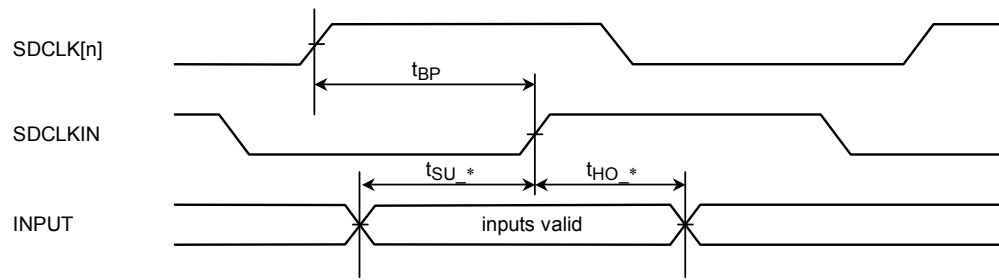 SDCLK[n]
tBP
SDCLKIN
tSU_* tHO_*
INPUT inputs valid